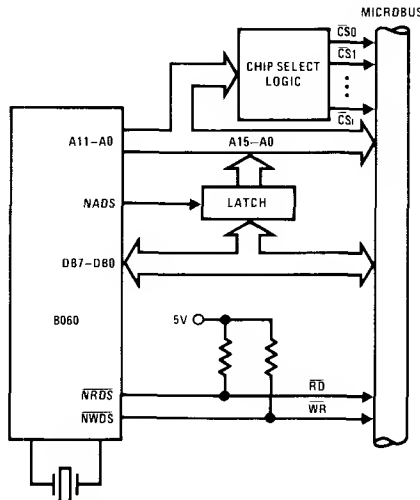 MICROBUS
CS0
CHIP SELECT
LOGIC
CS1
CSi
A11-A0
A15-A0
NADS
LATCH
DB7-DB0
8060
5V
NRDS
RD
NWDS
WR